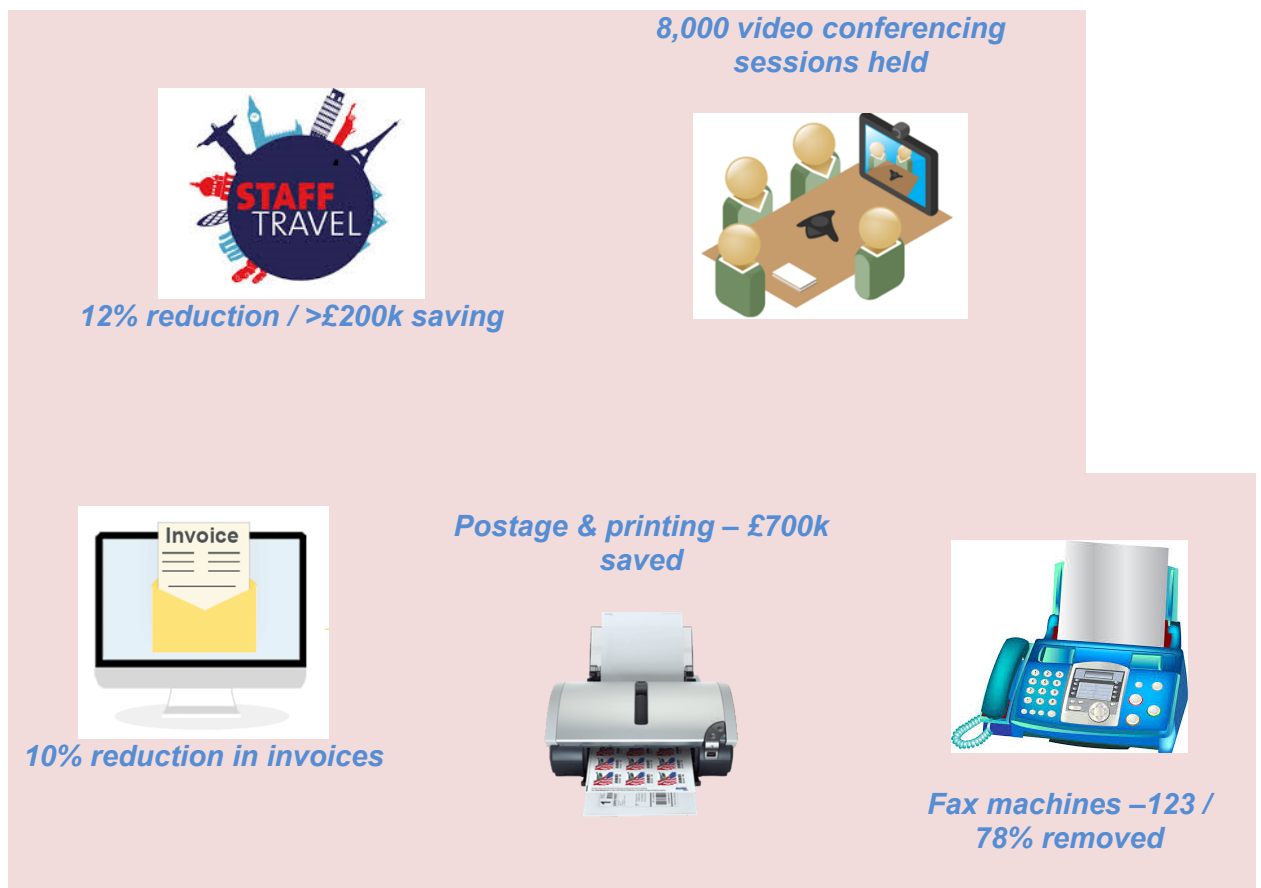 8,000 video conferencing
sessions held
STAFF
TRAVEL
12% reduction / >£200k saving
Invoice
Postage & printing – £700k
saved
10% reduction in invoices
Fax machines –123 /
78% removed